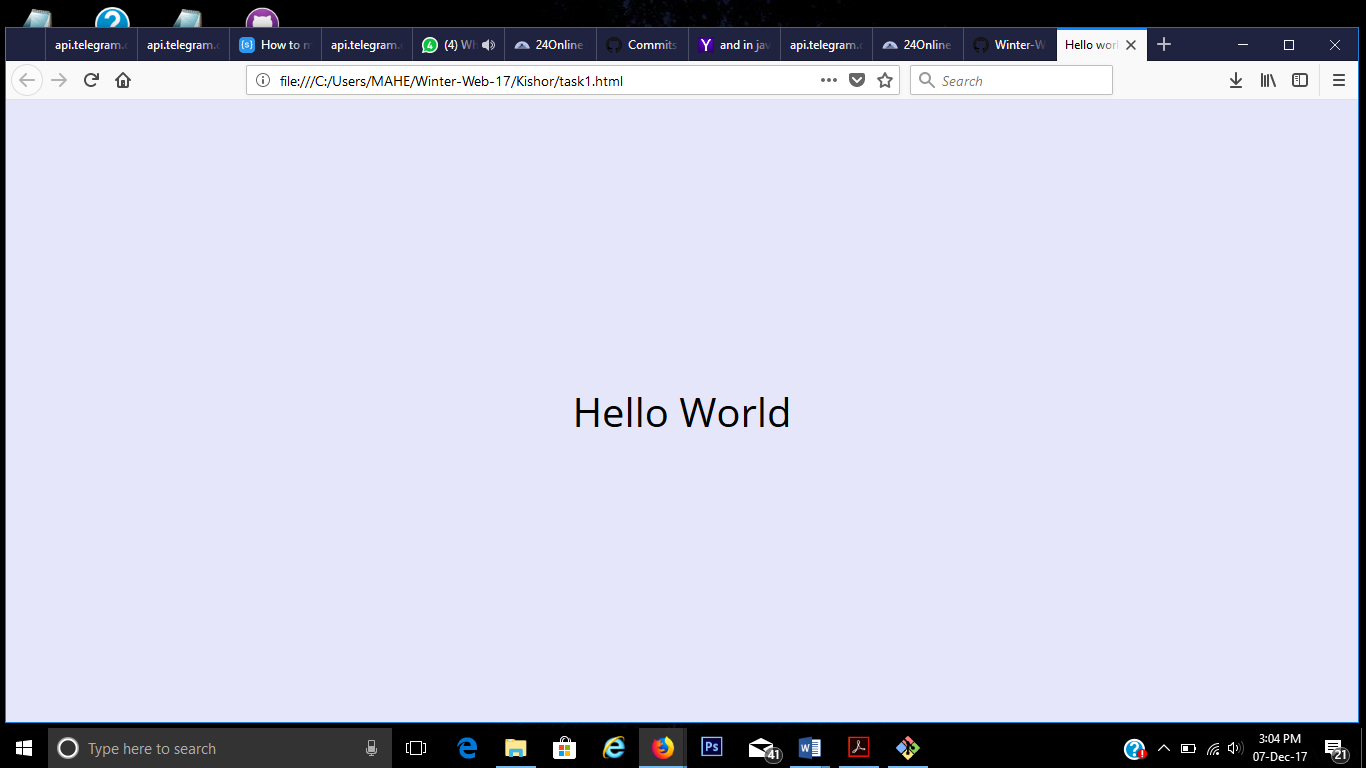 api.telegram.
api.telegram.
How to m
api.telegram.
4 (4) Wh
24Online
Commits
Y and in jav
api.telegram.
24Online
Winter-W
Hello worl
file:///C:/Users/MAHE/Winter-Web-17/Kishor/task1.html
Search
Hello World
Type here to search
Ps
41
3:04 PM
07-Dec-17
21